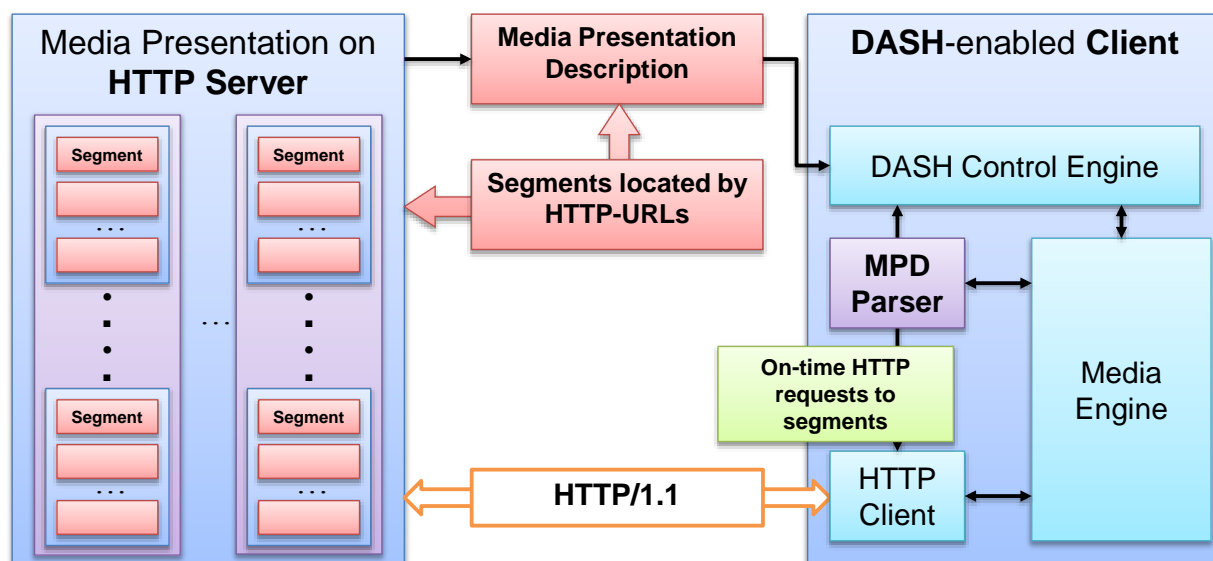 Media Presentation on
HTTP Server
Segment
...
Segment
...
...
Segment
...
Segment
...
Media Presentation
Description
Segments located by
HTTP-URLs
HTTP/1.1
DASH-enabled Client
DASH Control Engine
MPD
Parser
On-time HTTP
requests to
segments
HTTP
Client
Media
Engine